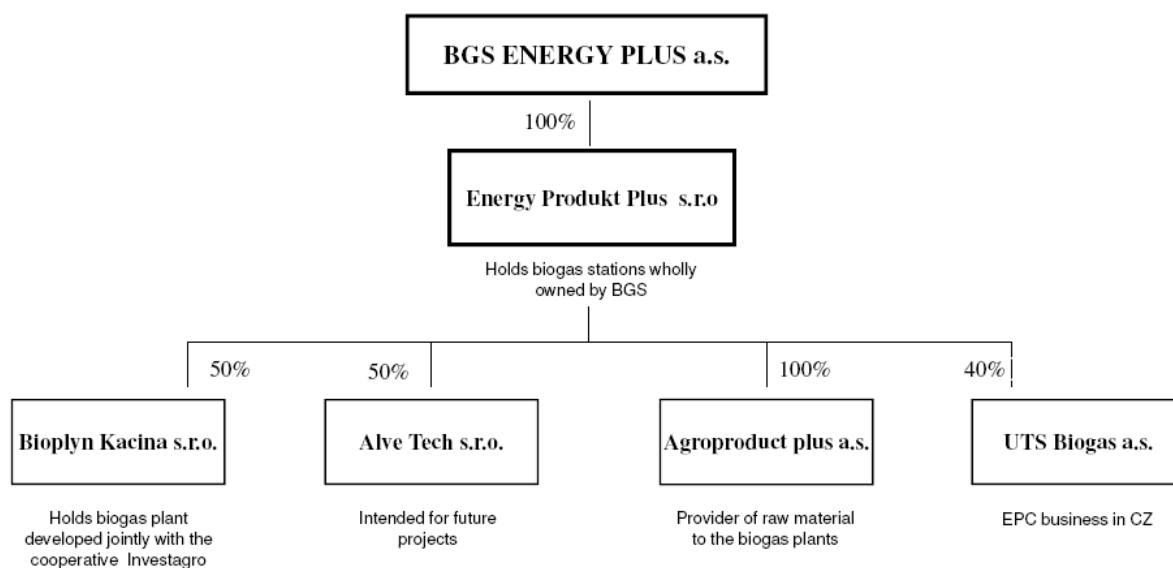 BGS ENERGY PLUS a.s.
100%
Energy Produkt Plus s.r.o
Holds biogas stations wholly
owned by BGS
50%
50%
100%
40%
Bioplyn Kacina s.r.o.
Alve Tech s.r.o.
Agroproduct plus a.s.
UTS Biogas a.s.
Holds biogas plant
developed jointly with the
cooperative Investagro
Intended for future
projects
Provider of raw material
to the biogas plants
EPC business in CZ